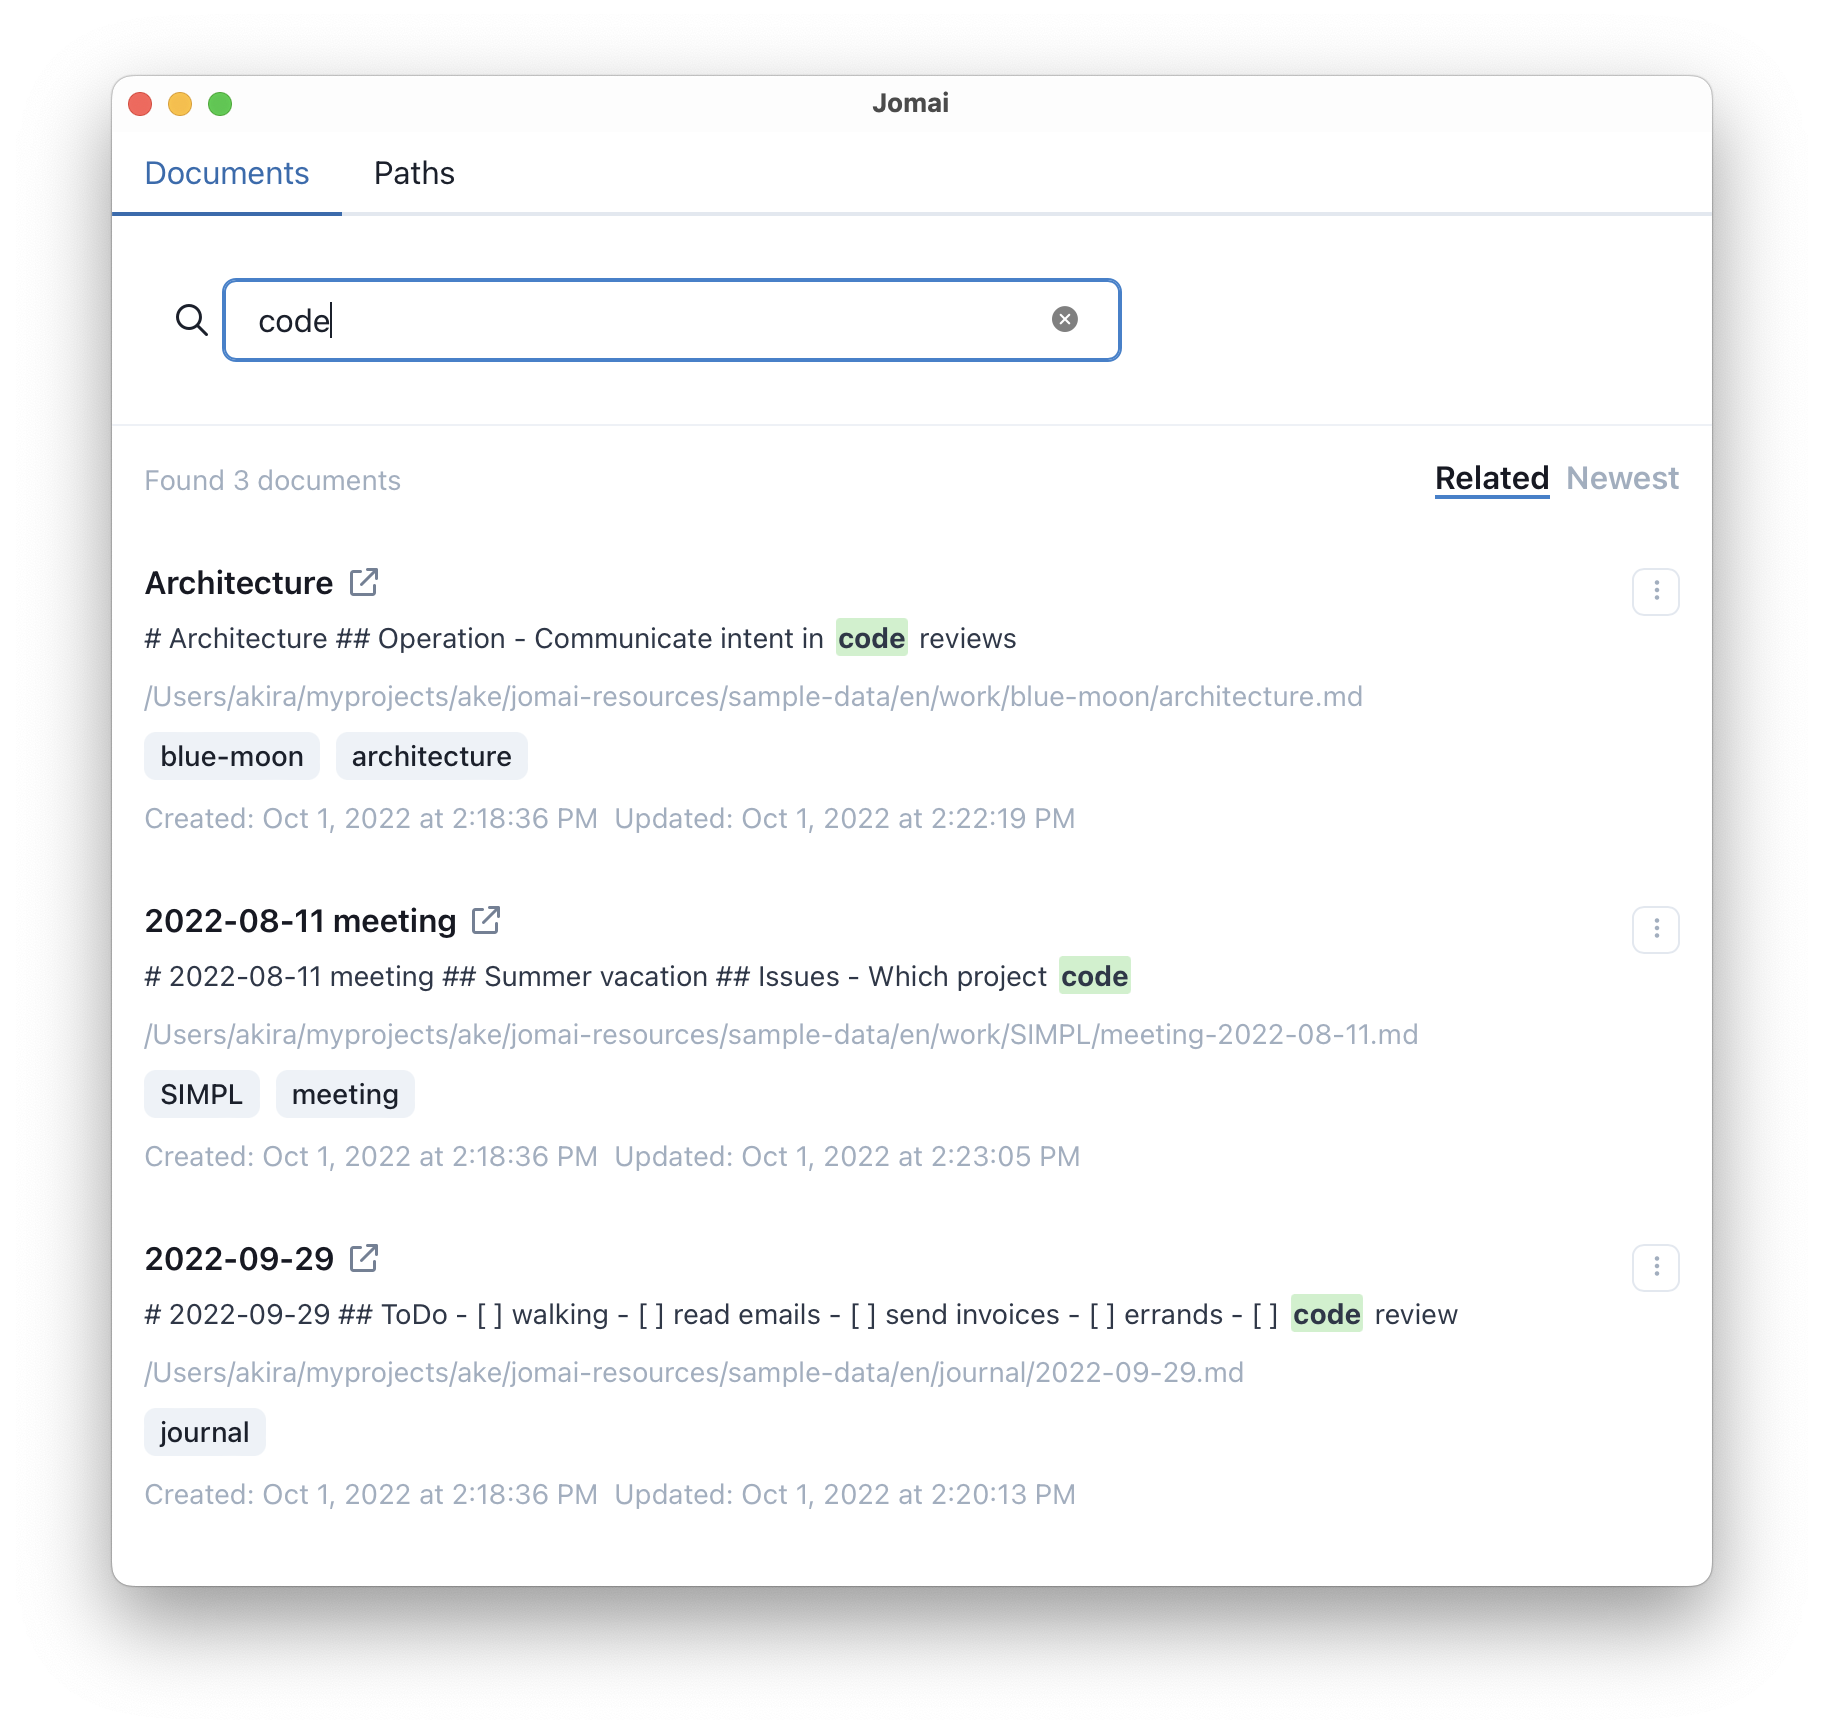 Jomai
Documents Paths
code
Found 3 documents
Related Newest
Architecture
# Architecture ## Operation - Communicate intent in code reviews
/Users/akira/myprojects/ake/jomai-resources/sample-data/en/work/blue-moon/architecture.md
blue-moon architecture
Created: Oct 1, 2022 at 2:18:36 PM Updated: Oct 1, 2022 at 2:22:19 PM
2022-08-11 meeting
# 2022-08-11 meeting ## Summer vacation ## Issues - Which project code
/Users/akira/myprojects/ake/jomai-resources/sample-data/en/work/SIMPL/meeting-2022-08-11.md
SIMPL meeting
Created: Oct 1, 2022 at 2:18:36 PM Updated: Oct 1, 2022 at 2:23:05 PM
2022-09-29
# 2022-09-29 ## ToDo - [ ] walking - [ ] read emails - [ ] send invoices - [ ] errands - [ ] code review
/Users/akira/myprojects/ake/jomai-resources/sample-data/en/journal/2022-09-29.md
journal
Created: Oct 1, 2022 at 2:18:36 PM Updated: Oct 1, 2022 at 2:20:13 PM